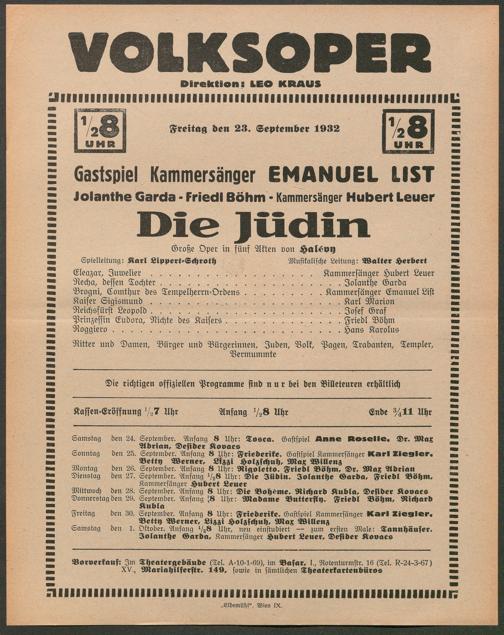 VOLKSOPER
Direktion: LEO KRAUS
1/2 8 UHR
Freitag den 23. September 1932
1/2 8 UHR
Gastspiel Kammersänger EMANUEL LIST
Jolanthe Garda - Friedl Böhm - Kammersänger Hubert Leuer
Die Jüdin
Große Oper in fünf Akten von Halévy
Spielleitung: Karl Lippert-Schroth Musikalische Leitung: Walter Herbert
Eleazar, Juwelier . . . Kammersänger Hubert Leuer
Recha, dessen Tochter . . . Jolanthe Garda
Brogni, Comthur des Tempelherrn-Ordens . . . Kammersänger Emanuel List
Kaiser Sigismund . . . Karl Marion
Reichsfürst Leopold . . . Josef Graf
Prinzessin Eudora, Nichte des Kaisers . . . Friedl Böhm
Roggiero . . . Hans Karolus
Ritter und Damen, Bürger und Bürgerinnen, Juden, Volk, Pagen, Trabanten, Templer,
Vermummte
Die richtigen offiziellen Programme sind nur bei den Billeteuren erhältlich
Kassen-Eröffnung 1/2 7 Uhr Anfang 1/2 8 Uhr Ende 3/4 11 Uhr
Samstag den 24. September. Anfang 8 Uhr: Tosca. Gastspiel Anne Roselle, Dr. Max
Adrian, Desider Kovacs
Sonntag den 25. September. Anfang 8 Uhr: Friederike. Gastspiel Kammersänger Karl Ziegler,
Betty Werner, Lizzi Holzschuh, Max Willenz
Montag den 26. September. Anfang 8 Uhr: Rigoletto. Friedl Böhm, Dr. Max Adrian
Dienstag den 27. September. Anfang 1/2 8 Uhr: Die Jüdin. Jolanthe Garda, Friedl Böhm,
Kammersänger Hubert Leuer
Mittwoch den 28. September. Anfang 8 Uhr: Die Bohème. Richard Kubla, Desider Kovacs
Donnerstag den 29. September. Anfang 8 Uhr: Madame Butterfly. Friedl Böhm, Richard
Kubla
Freitag den 30. September. Anfang 8 Uhr: Friederike. Gastspiel Kammersänger Karl Ziegler,
Betty Werner, Lizzi Holzschuh, Max Willenz
Samstag den 1. Oktober. Anfang 1/2 8 Uhr, neu einstudiert — zum ersten Male: Tannhäuser.
Jolanthe Garda, Kammersänger Hubert Leuer, Desider Kovacs
Vorverkauf: Im Theatergebäude (Tel. A-10-1-69), im Basar, I., Rotenturmstr. 16 (Tel. R-24-3-67)
XV., Mariahilferstr. 149, sowie in sämtlichen Theaterkartenbüros
„Elbemühl", Wien IX.